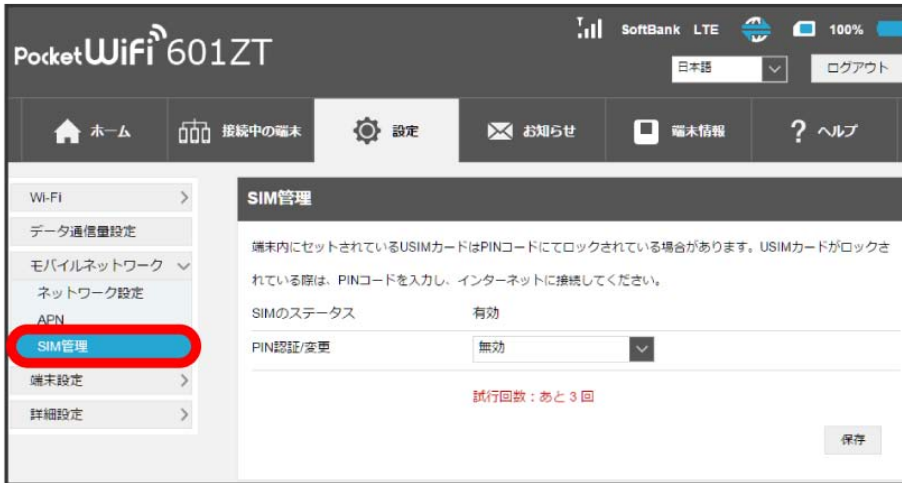 Pocket WiFi 601ZT
SoftBank LTE 100%
日本語 ログアウト
ホーム 接続中の端末 設定 お知らせ 端末情報 ? ヘルプ
Wi-Fi
データ通信量設定
モバイルネットワーク
ネットワーク設定
APN
SIM管理
端末設定
詳細設定
SIM管理
端末内にセットされているUSIMカードはPINコードにてロックされている場合があります。USIMカードがロックさ
れている際は、PINコードを入力し、インターネットに接続してください。
SIMのステータス 有効
PIN認証/変更 無効
試行回数：あと 3 回
保存